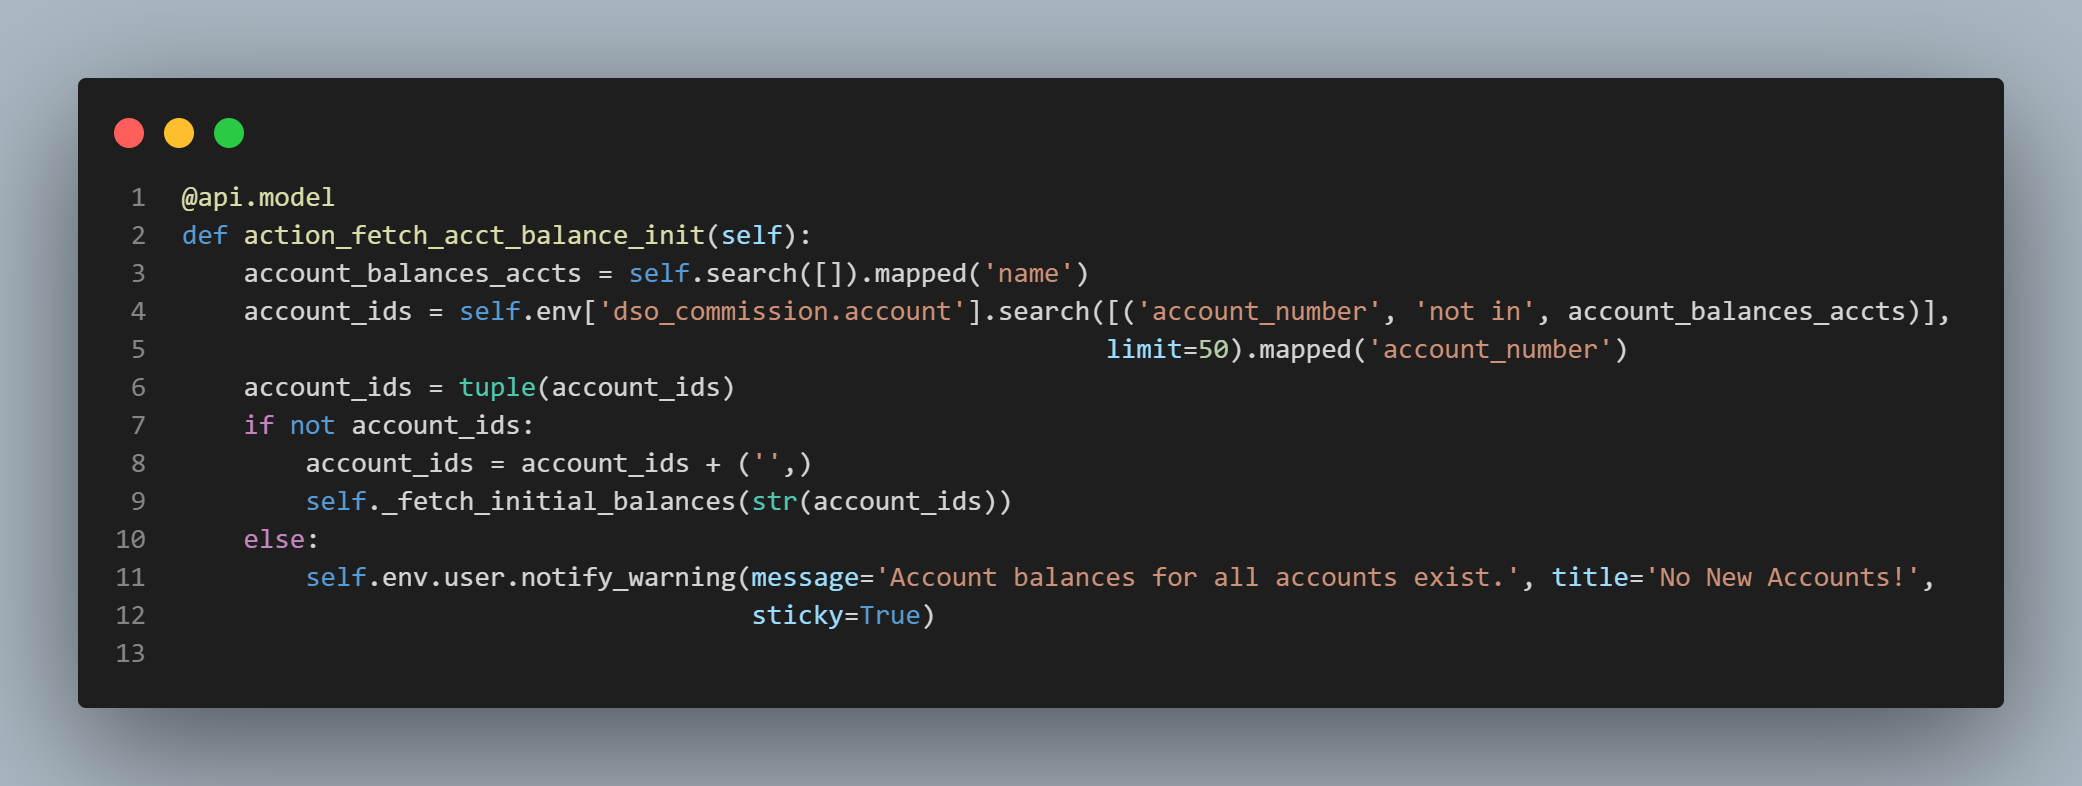 1 @api.model
2 def action_fetch_acct_balance_init(self):
3     account_balances_accts = self.search([]).mapped('name')
4     account_ids = self.env['dso_commission.account'].search([('account_number', 'not in', account_balances_accts)],
5                                                             limit=50).mapped('account_number')
6     account_ids = tuple(account_ids)
7     if not account_ids:
8         account_ids = account_ids + ('',)
9         self._fetch_initial_balances(str(account_ids))
10     else:
11         self.env.user.notify_warning(message='Account balances for all accounts exist.', title='No New Accounts!',
12                                      sticky=True)
13